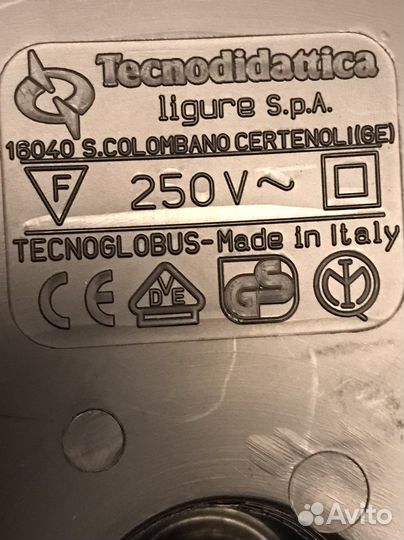 Tecnodidattica
ligure S.p.A.
16040 S.COLOMBANO CERTENOLI(GE)
F 250V~
TECNOGLOBUS-Made in Italy
CE VDE GS
Avito